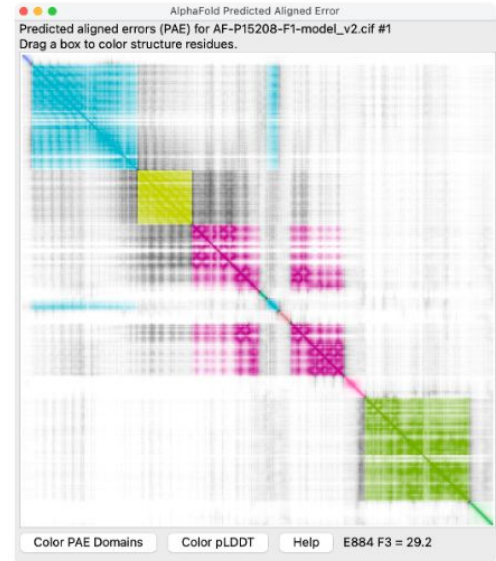 AlphaFold Predicted Aligned Error
Predicted aligned errors (PAE) for AF-P15208-F1-model_v2.cif #1
Drag a box to color structure residues.
Color PAE Domains Color pLDDT Help E884 F3 = 29.2